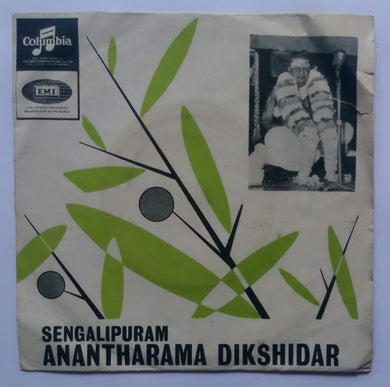 Columbia
EMI
SENGALIPURAM
ANANTHARAMA DIKSHIDAR